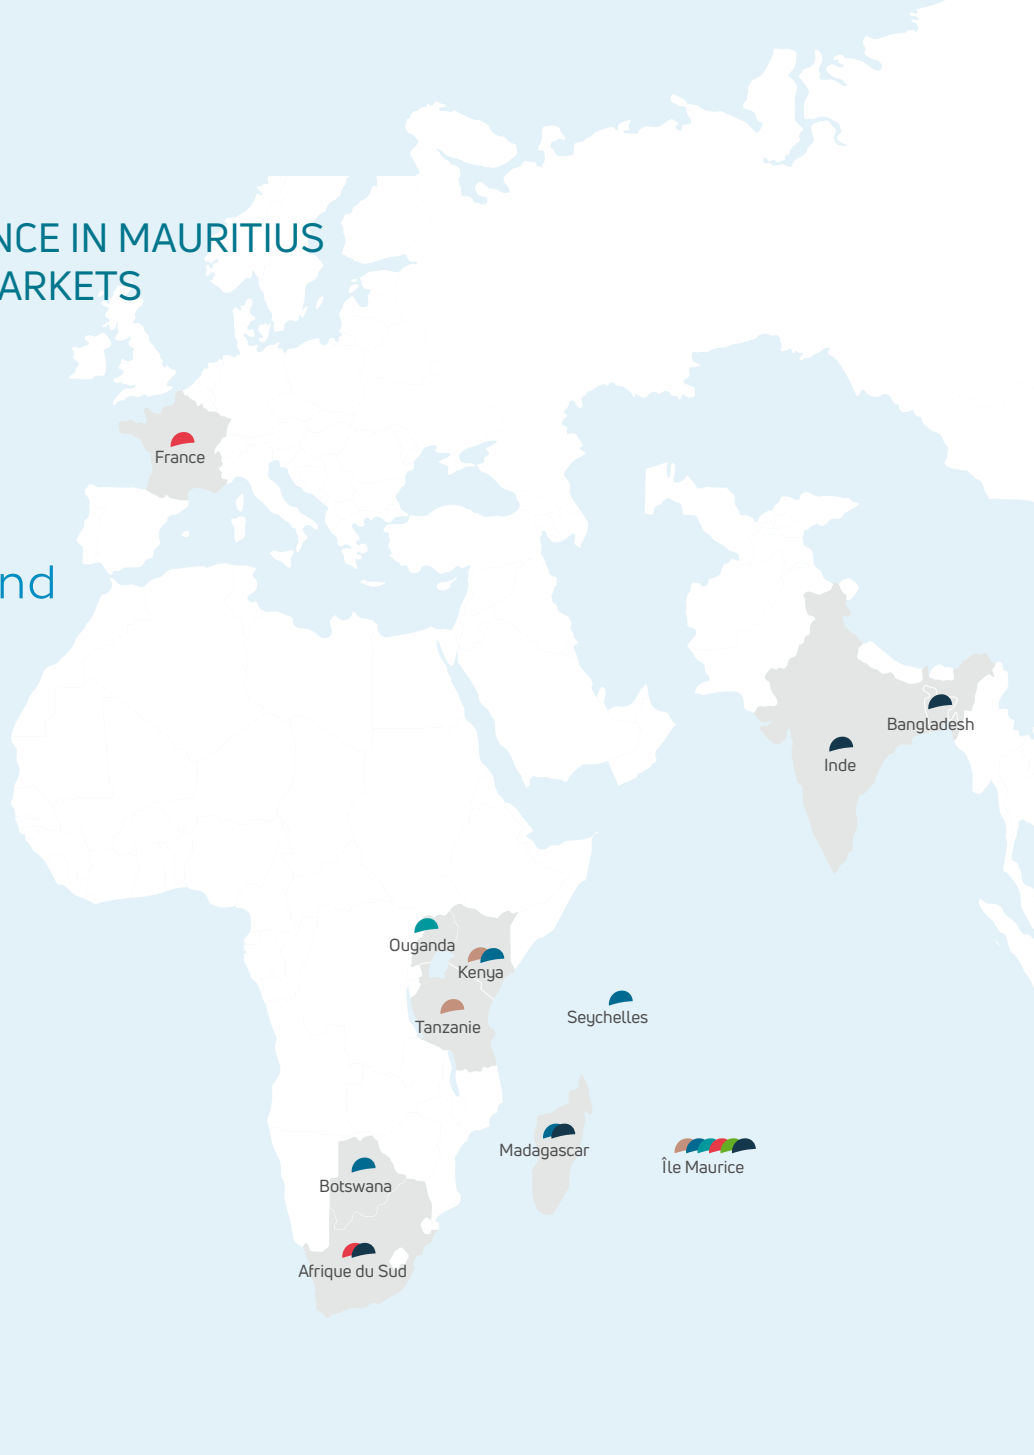 NCE IN MAURITIUS
ARKETS
France
nd
Bangladesh
Inde
Ouganda
Kenya
Seychelles
Tanzanie
Madagascar
Île Maurice
Botswana
Afrique du Sud